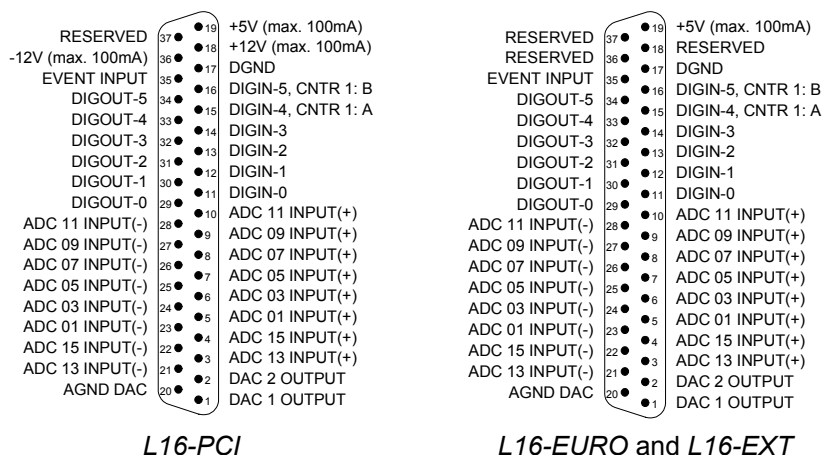 RESERVED 37 19 +5V (max. 100mA)
-12V (max. 100mA) 36 18 +12V (max. 100mA)
EVENT INPUT 35 17 DGND
DIGOUT-5 34 16 DIGIN-5, CNTR 1: B
DIGOUT-4 33 15 DIGIN-4, CNTR 1: A
DIGOUT-3 32 14 DIGIN-3
DIGOUT-2 31 13 DIGIN-2
DIGOUT-1 30 12 DIGIN-1
DIGOUT-0 29 11 DIGIN-0
ADC 11 INPUT(-) 28 10 ADC 11 INPUT(+)
ADC 09 INPUT(-) 27 9 ADC 09 INPUT(+)
ADC 07 INPUT(-) 26 8 ADC 07 INPUT(+)
ADC 05 INPUT(-) 25 7 ADC 05 INPUT(+)
ADC 03 INPUT(-) 24 6 ADC 03 INPUT(+)
ADC 01 INPUT(-) 23 5 ADC 01 INPUT(+)
ADC 15 INPUT(-) 22 4 ADC 15 INPUT(+)
ADC 13 INPUT(-) 21 3 ADC 13 INPUT(+)
AGND DAC 20 2 DAC 2 OUTPUT
1 DAC 1 OUTPUT
L16-PCI
RESERVED 37 19 +5V (max. 100mA)
RESERVED 36 18 RESERVED
EVENT INPUT 35 17 DGND
DIGOUT-5 34 16 DIGIN-5, CNTR 1: B
DIGOUT-4 33 15 DIGIN-4, CNTR 1: A
DIGOUT-3 32 14 DIGIN-3
DIGOUT-2 31 13 DIGIN-2
DIGOUT-1 30 12 DIGIN-1
DIGOUT-0 29 11 DIGIN-0
ADC 11 INPUT(-) 28 10 ADC 11 INPUT(+)
ADC 09 INPUT(-) 27 9 ADC 09 INPUT(+)
ADC 07 INPUT(-) 26 8 ADC 07 INPUT(+)
ADC 05 INPUT(-) 25 7 ADC 05 INPUT(+)
ADC 03 INPUT(-) 24 6 ADC 03 INPUT(+)
ADC 01 INPUT(-) 23 5 ADC 01 INPUT(+)
ADC 15 INPUT(-) 22 4 ADC 15 INPUT(+)
ADC 13 INPUT(-) 21 3 ADC 13 INPUT(+)
AGND DAC 20 2 DAC 2 OUTPUT
1 DAC 1 OUTPUT
L16-EURO and L16-EXT